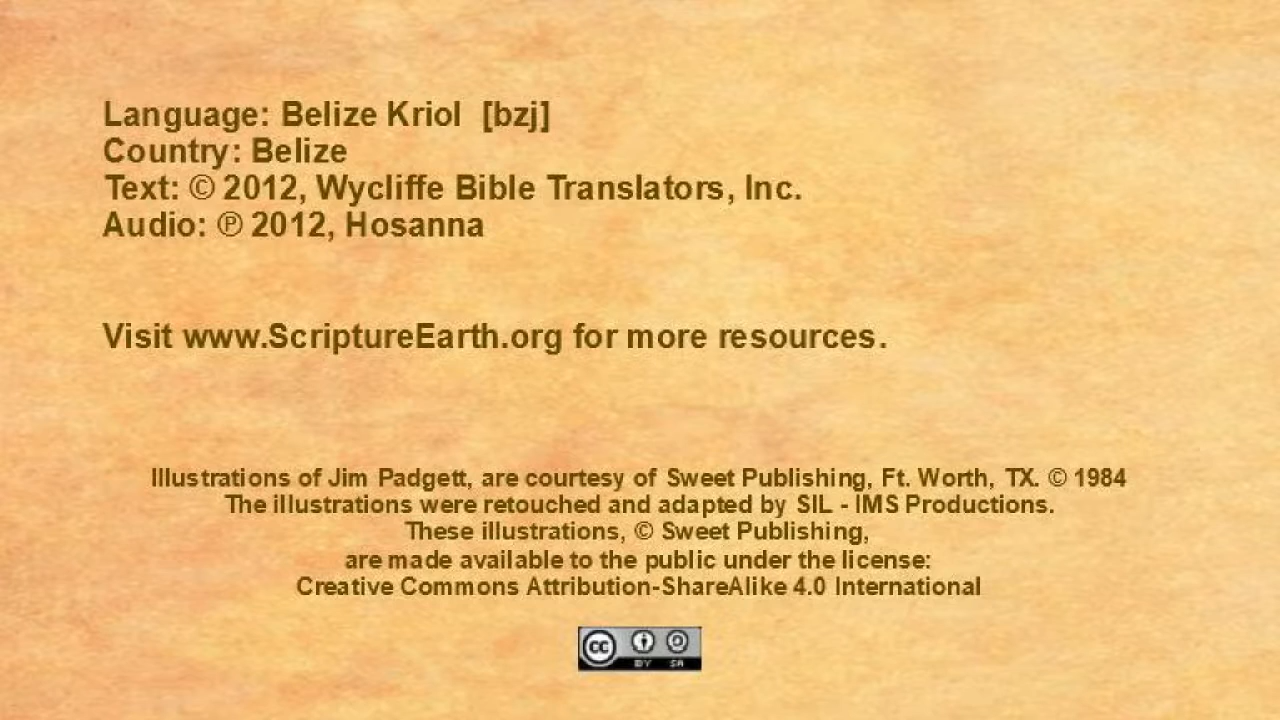 Language: Belize Kriol [bzj]
Country: Belize
Text: © 2012, Wycliffe Bible Translators, Inc.
Audio: ℗ 2012, Hosanna
Visit www.ScriptureEarth.org for more resources.
Illustrations of Jim Padgett, are courtesy of Sweet Publishing, Ft. Worth, TX. © 1984
The illustrations were retouched and adapted by SIL - IMS Productions.
These illustrations, © Sweet Publishing,
are made available to the public under the license:
Creative Commons Attribution-ShareAlike 4.0 International
cc BY SA